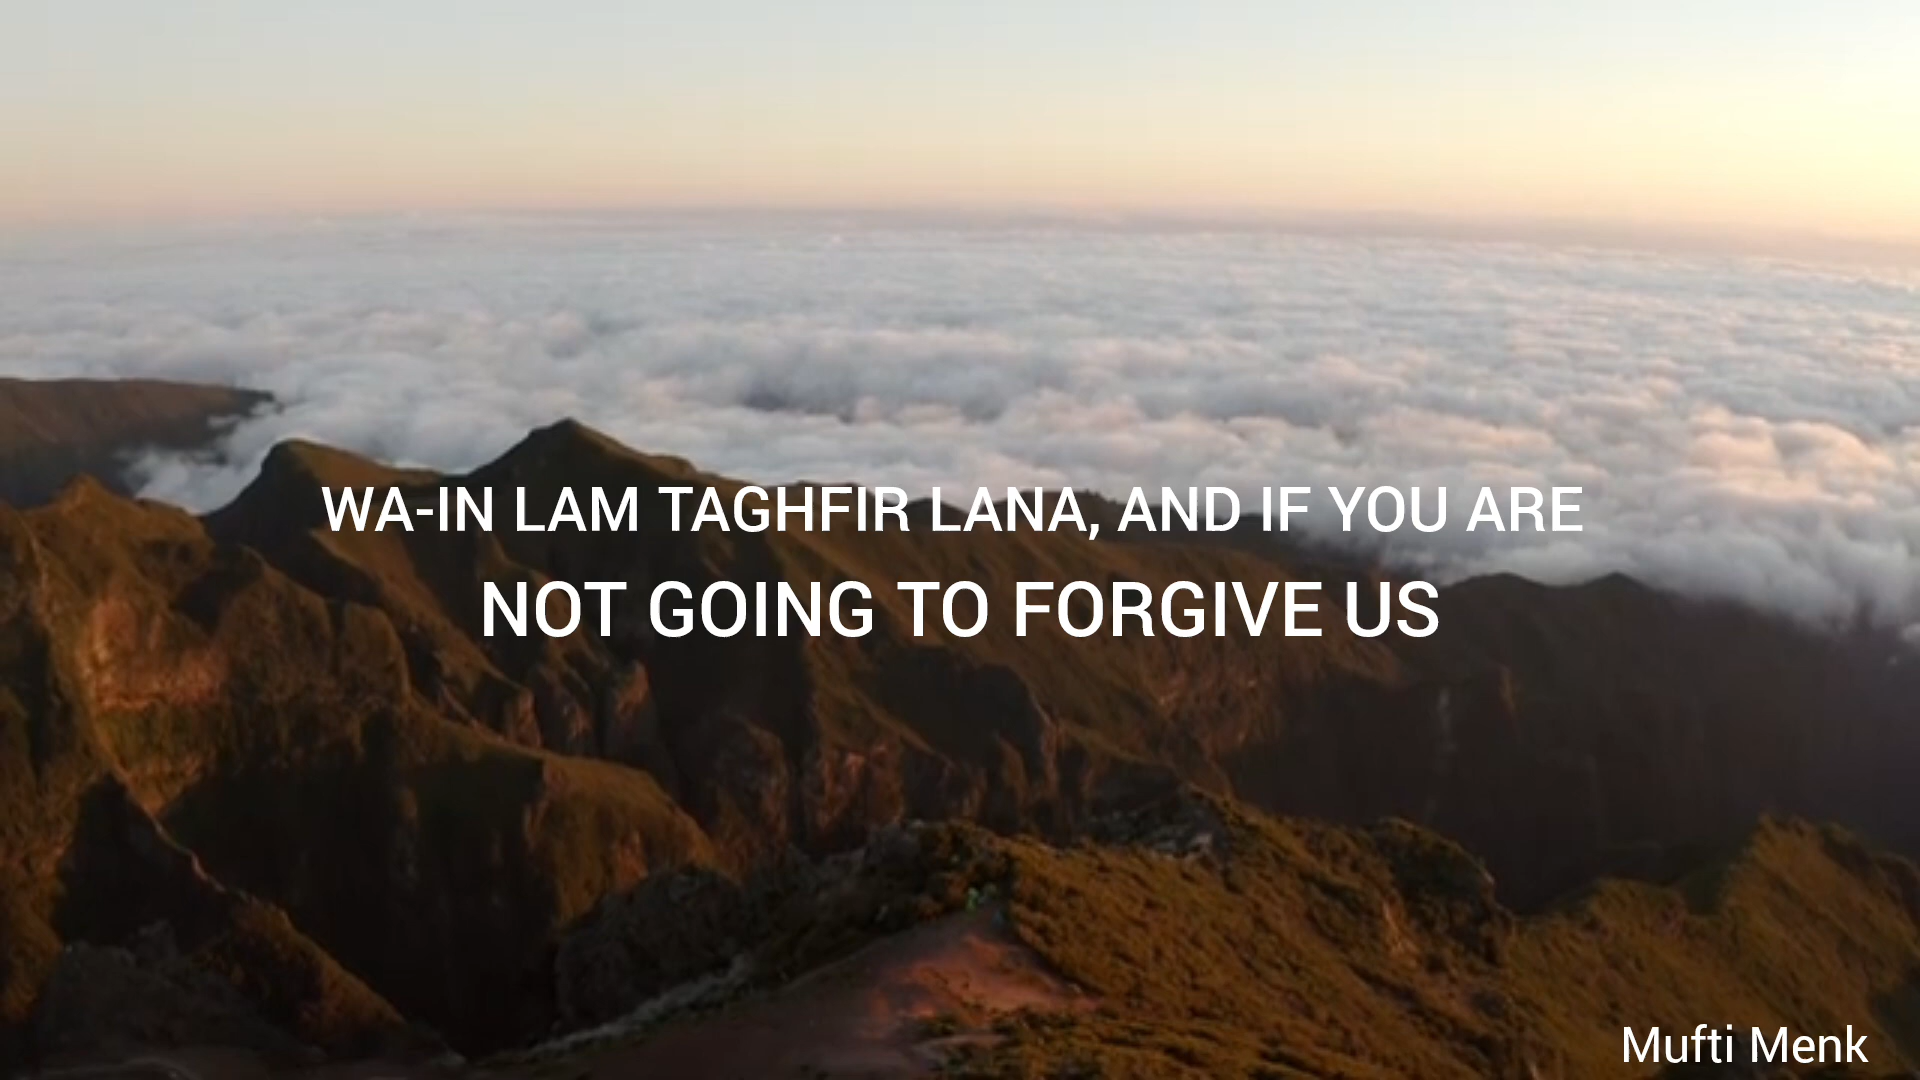 WA-IN LAM TAGHFIR LANA, AND IF YOU ARE
NOT GOING TO FORGIVE US
Mufti Menk